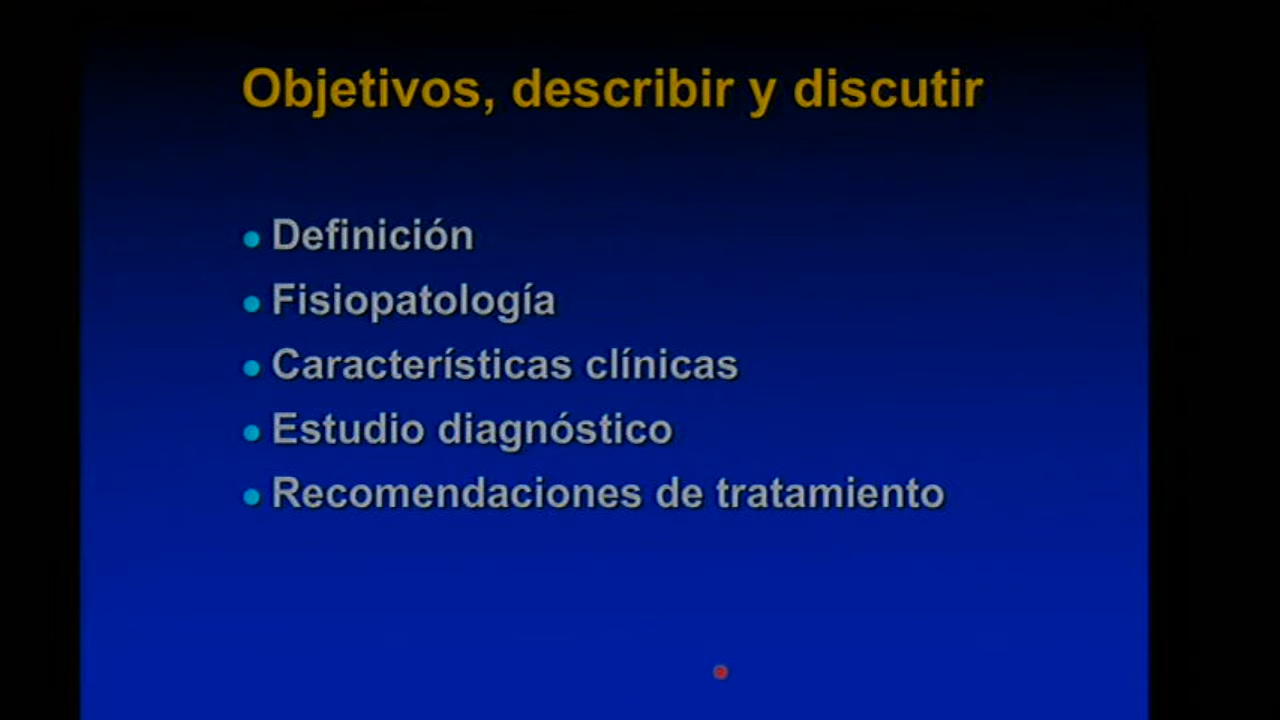 Objetivos, describir y discutir
Definición
Fisiopatología
Características clínicas
Estudio diagnóstico
Recomendaciones de tratamiento